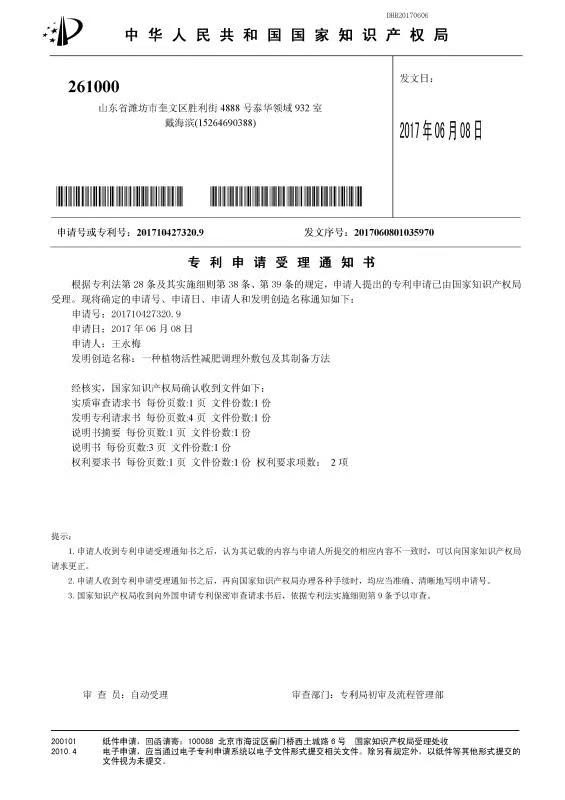 DHB20170606
中华人民共和国国家知识产权局
261000
山东省潍坊市奎文区胜利街 4888 号泰华领域 932 室
戴海滨(15264690388)
发文日:
2017 年 06 月 08 日
申请号或专利号: 201710427320.9
发文序号: 2017060801035970
专利申请受理通知书
根据专利法第 28 条及其实施细则第 38 条、第 39 条的规定,申请人提出的专利申请已由国家知识产权局
受理。现将确定的申请号、申请日、申请人和发明创造名称通知如下:
申请号: 201710427320.9
申请日: 2017 年 06 月 08 日
申请人: 王永梅
发明创造名称: 一种植物活性减肥调理外敷包及其制备方法
经核实,国家知识产权局确认收到文件如下:
实质审查请求书 每份页数:1 页 文件份数:1 份
发明专利请求书 每份页数:4 页 文件份数:1 份
说明书摘要 每份页数:1 页 文件份数:1 份
说明书 每份页数:3 页 文件份数:1 份
权利要求书 每份页数:1 页 文件份数:1 份 权利要求项数: 2 项
提示:
1.申请人收到专利申请受理通知书之后,认为其记载的内容与申请人所提交的相应内容不一致时,可以向国家知识产权局
请求更正。
2.申请人收到专利申请受理通知书之后,再向国家知识产权局办理各种手续时,均应当准确、清晰地写明申请号。
3.国家知识产权局收到向外国申请专利保密审查请求书后,依据专利法实施细则第 9 条予以审查。
审 查 员: 自动受理
审查部门: 专利局初审及流程管理部
200101 纸件申请,回函请寄: 100088 北京市海淀区蓟门桥西土城路 6 号 国家知识产权局受理处收
2010.4 电子申请,应当通过电子专利申请系统以电子文件形式提交相关文件。除另有规定外,以纸件等其他形式提交的
文件视为未提交。